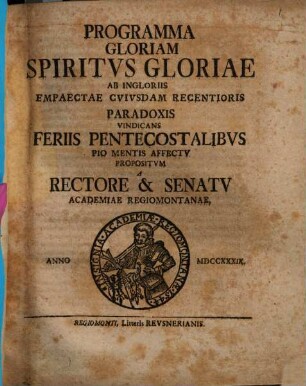 PROGRAMMA
GLORIAM
SPIRITVS GLORIAE
AB INGLORIIS
EMPAECTAE CVIVSDAM RECENTIORIS
PARADOXIS
VINDICANS
FERIIS PENTECOSTALIBVS
PIO MENTIS AFFECTV
PROPOSITVM
á
RECTORE & SENATV
ACADEMIAE REGIOMONTANAE,
ANNO MDCCXXXIX.
REGIOMONTI, Litteris REVSNERIANIS.